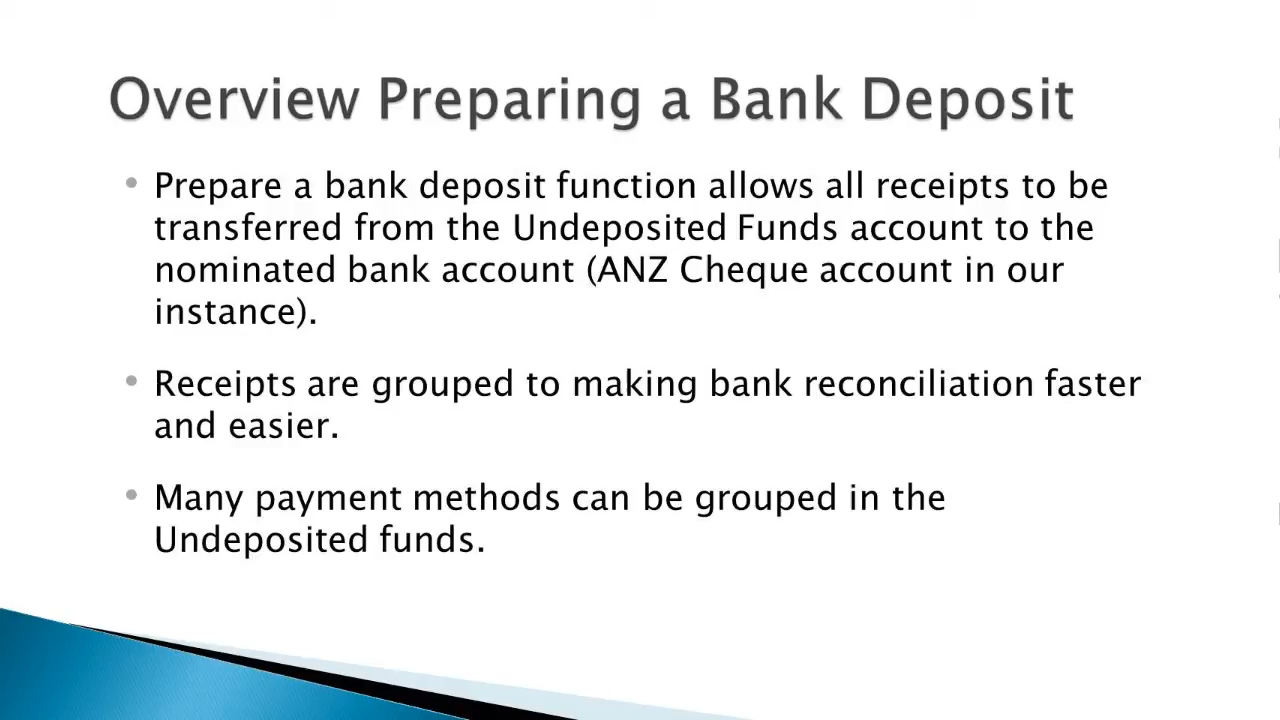 Overview Preparing a Bank Deposit
• Prepare a bank deposit function allows all receipts to be
transferred from the Undeposited Funds account to the
nominated bank account (ANZ Cheque account in our
instance).
• Receipts are grouped to making bank reconciliation faster
and easier.
• Many payment methods can be grouped in the
Undeposited funds.